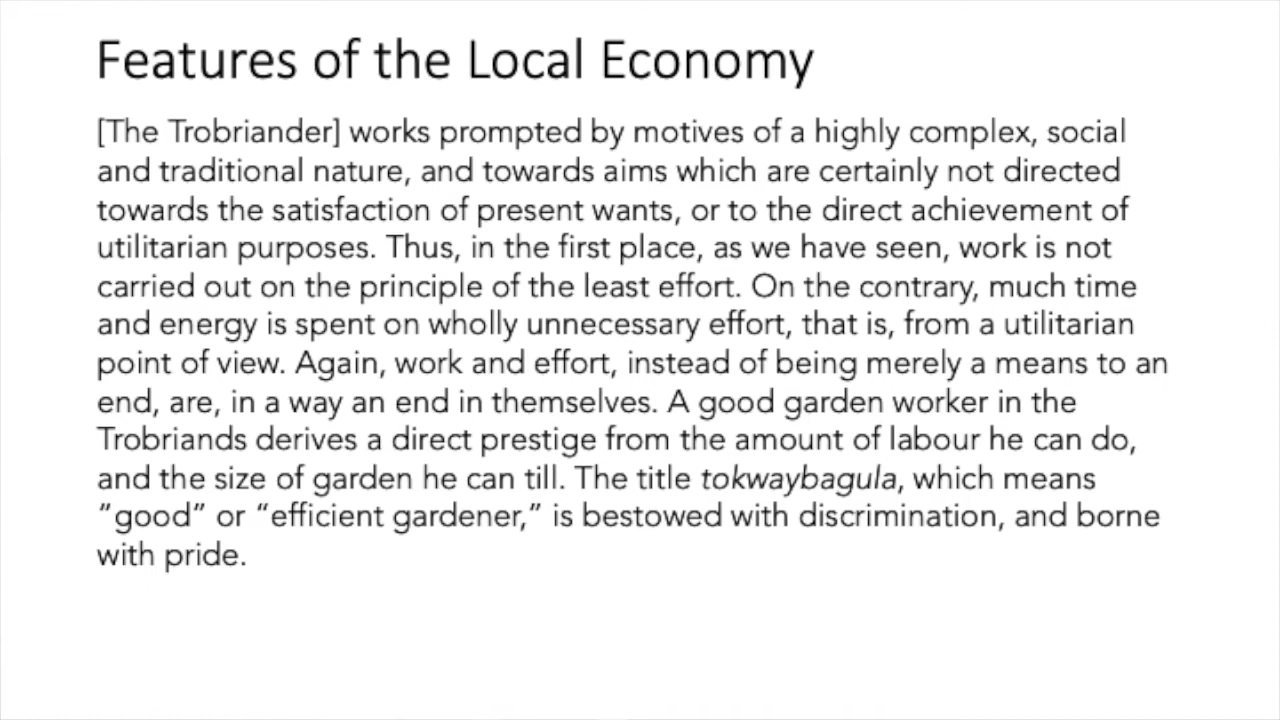 Features of the Local Economy
[The Trobriander] works prompted by motives of a highly complex, social
and traditional nature, and towards aims which are certainly not directed
towards the satisfaction of present wants, or to the direct achievement of
utilitarian purposes. Thus, in the first place, as we have seen, work is not
carried out on the principle of the least effort. On the contrary, much time
and energy is spent on wholly unnecessary effort, that is, from a utilitarian
point of view. Again, work and effort, instead of being merely a means to an
end, are, in a way an end in themselves. A good garden worker in the
Trobriands derives a direct prestige from the amount of labour he can do,
and the size of garden he can till. The title tokwaybagula, which means
”good” or “efficient gardener,” is bestowed with discrimination, and borne
with pride.